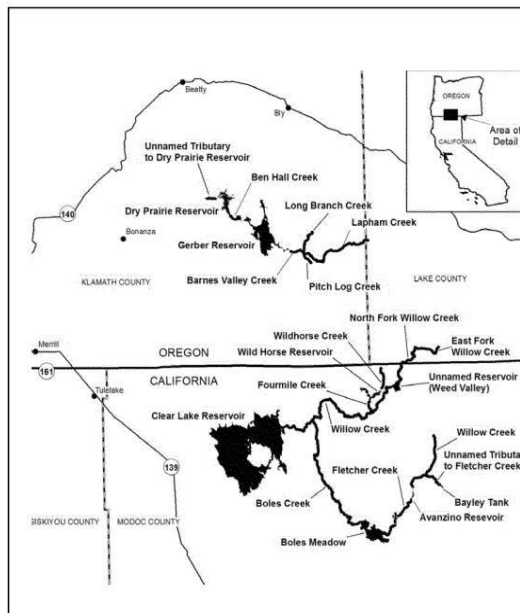 OREGON
Area of
Detail
CALIFORNIA
Beatty
Bly
Unnamed Tributary
to Dry Prairie Reservoir
Ben Hall Creek
Long Branch Creek
Dry Prairie Reservoir
Lapham Creek
140
Bonanza
Gerber Reservoir
Barnes Valley Creek
KLAMATH COUNTY
LAKE COUNTY
Pitch Log Creek
North Fork Willow Creek
Wildhorse Creek
East Fork
Willow Creek
Merrill
OREGON
Wild Horse Reservoir
161
CALIFORNIA
Fourmile Creek
Unnamed Reservoir
(Weed Valley)
Tulelake
Clear Lake Reservoir
Willow Creek
Willow Creek
Fletcher Creek
Unnamed Tributa
to Fletcher Creek
139
Boles Creek
Bayley Tank
Avanzino Resevoir
SISKIYOU COUNTY
MODOC COUNTY
Boles Meadow